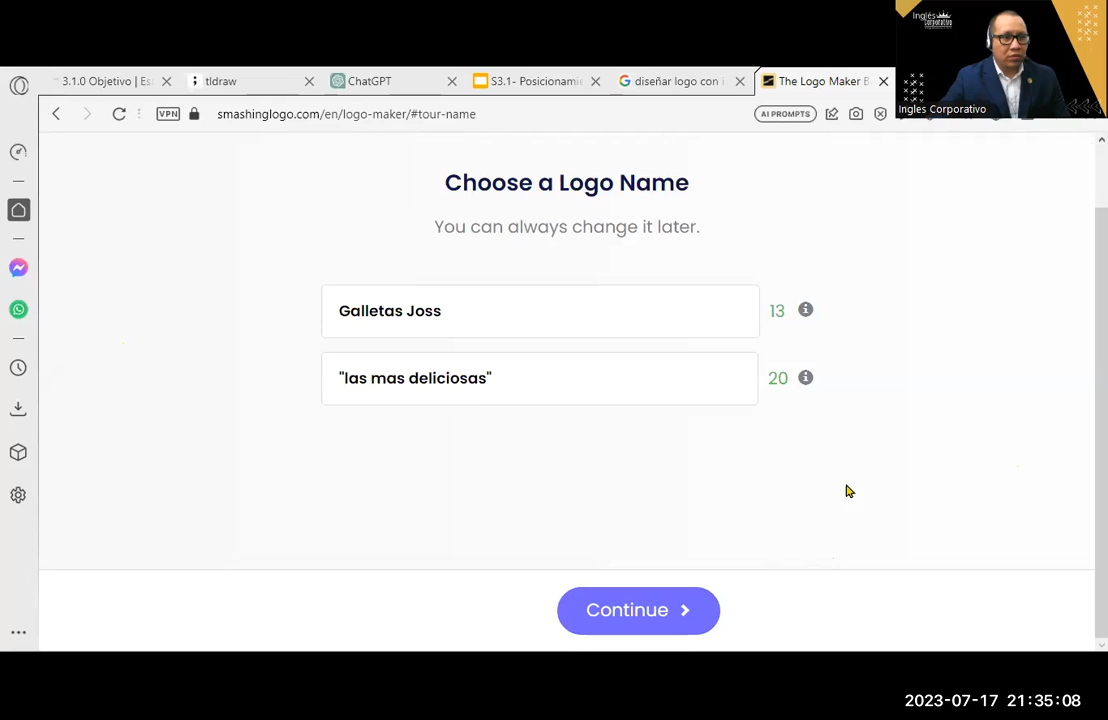 Inglés
Corporativo
3.1.0 Objetivo | Es
tldraw
ChatGPT
S3.1- Posicionamie
diseñar logo con i
The Logo Maker B
Ingles Corporativo
VPN
smashinglogo.com/en/logo-maker/#tour-name
AI PROMPTS
Choose a Logo Name
You can always change it later.
Galletas Joss
13
"las mas deliciosas"
20
Continue
2023-07-17 21:35:08